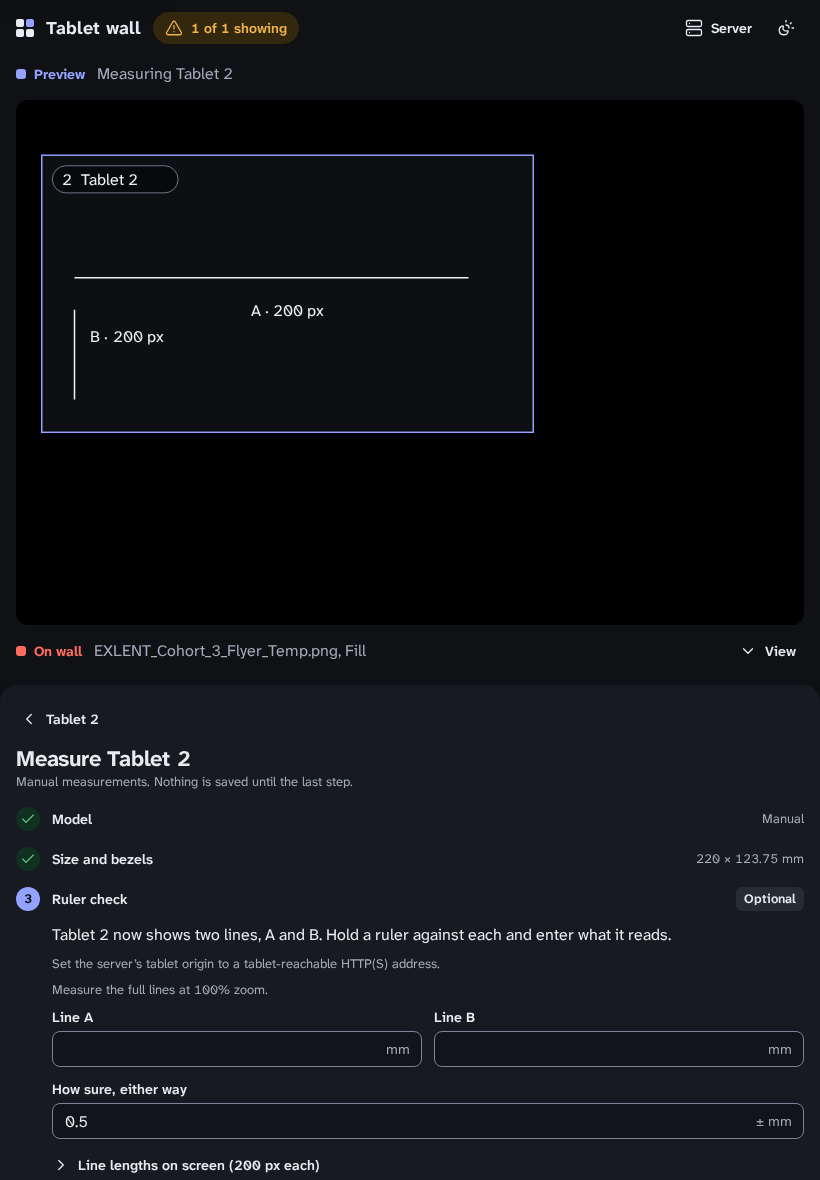 Tablet wall
1 of 1 showing
Server
Preview Measuring Tablet 2
2 Tablet 2
A · 200 px
B · 200 px
On wall EXLENT_Cohort_3_Flyer_Temp.png, Fill
View
Tablet 2
Measure Tablet 2
Manual measurements. Nothing is saved until the last step.
Model Manual
Size and bezels 220 × 123.75 mm
3 Ruler check Optional
Tablet 2 now shows two lines, A and B. Hold a ruler against each and enter what it reads.
Set the server's tablet origin to a tablet-reachable HTTP(S) address.
Measure the full lines at 100% zoom.
Line A Line B
mm mm
How sure, either way
0.5 ± mm
Line lengths on screen (200 px each)